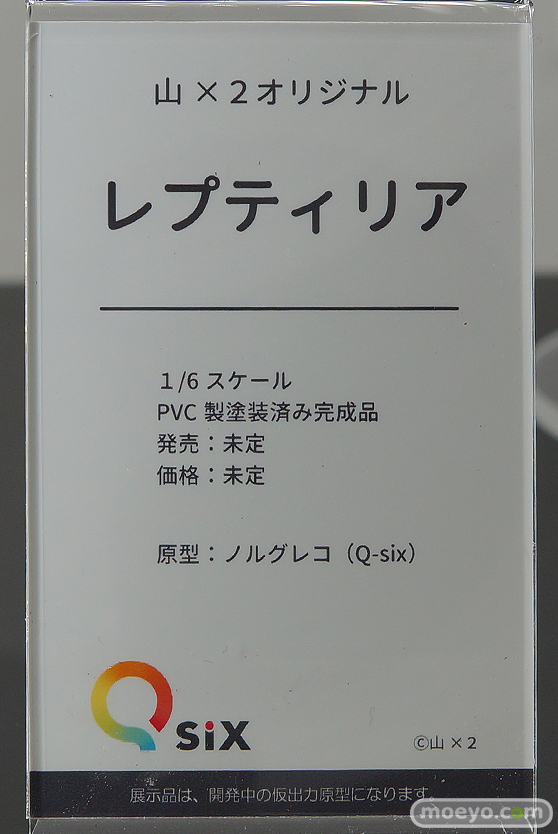 山×2オリジナル
レプティリア
1/6 スケール
PVC 製塗装済み完成品
発売：未定
価格：未定
原型：ノルグレコ（Q-six）
Q six
©山×2
展示品は、開発中の仮出力原型になります。
moeyo.com